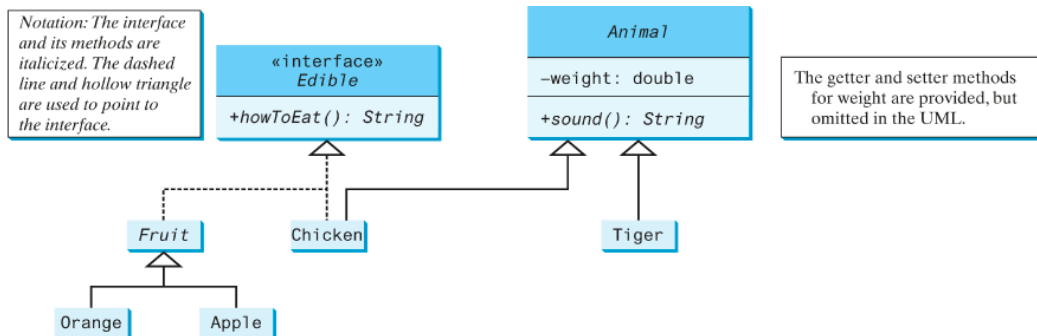 Notation: The interface
and its methods are
italicized. The dashed
line and hollow triangle
are used to point to
the interface.
«interface»
Edible
+howToEat(): String
Animal
-weight: double
+sound(): String
The getter and setter methods
for weight are provided, but
omitted in the UML.
Fruit
Chicken
Tiger
Orange
Apple